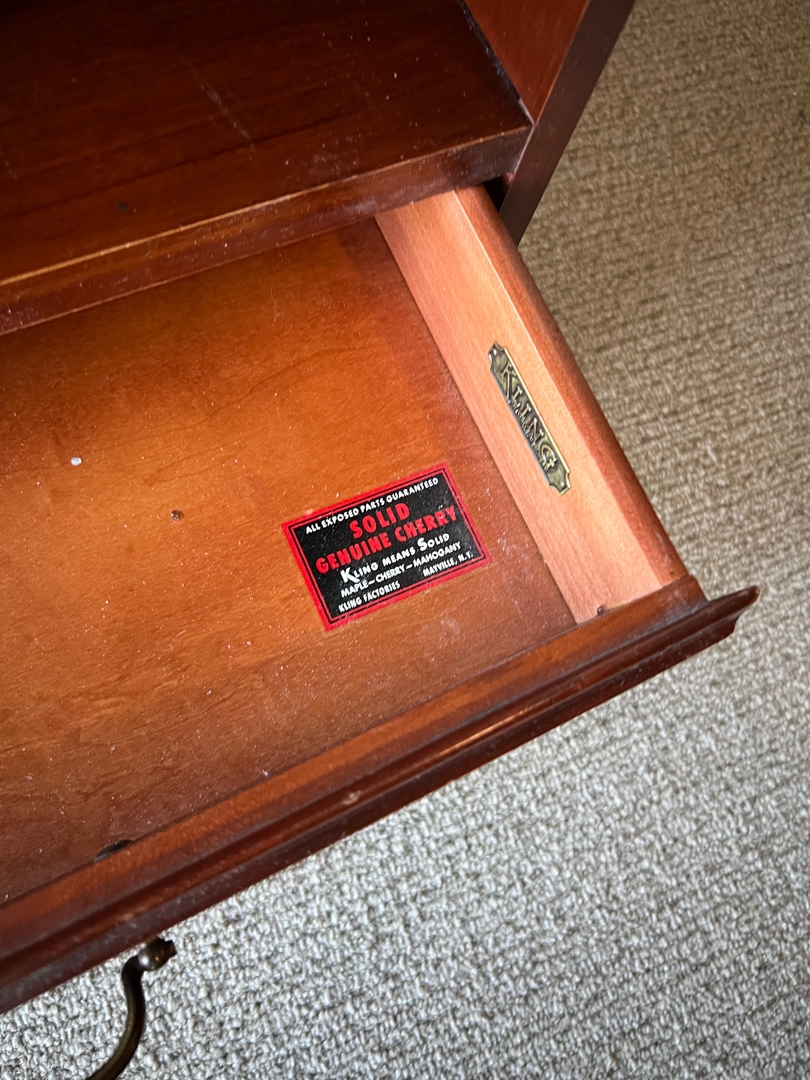 ALL EXPOSED PARTS GUARANTEED
SOLID
GENUINE CHERRY
KLING MEANS SOLID
MAPLE-CHERRY-MAHOGANY
KLING FACTORIES MAYVILLE, N.Y.
KLING